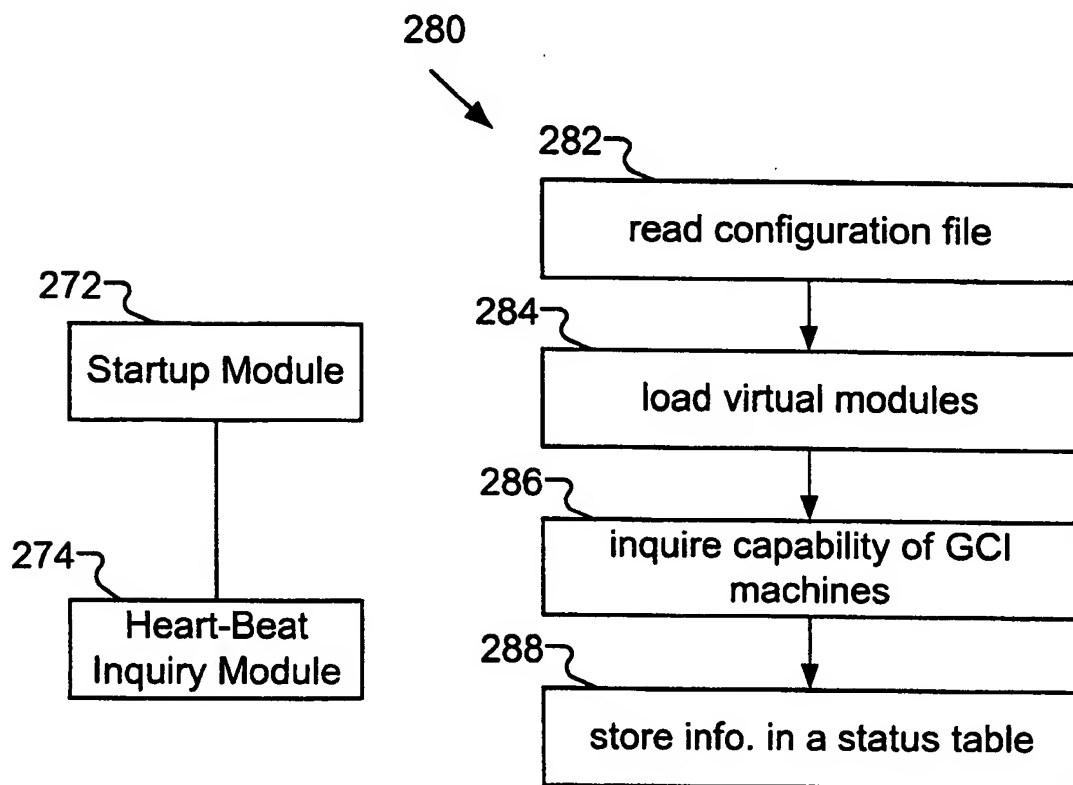 280
282
read configuration file
272
Startup Module
284
load virtual modules
286
inquire capability of GCI
machines
274
Heart-Beat
Inquiry Module
288
store info. in a status table